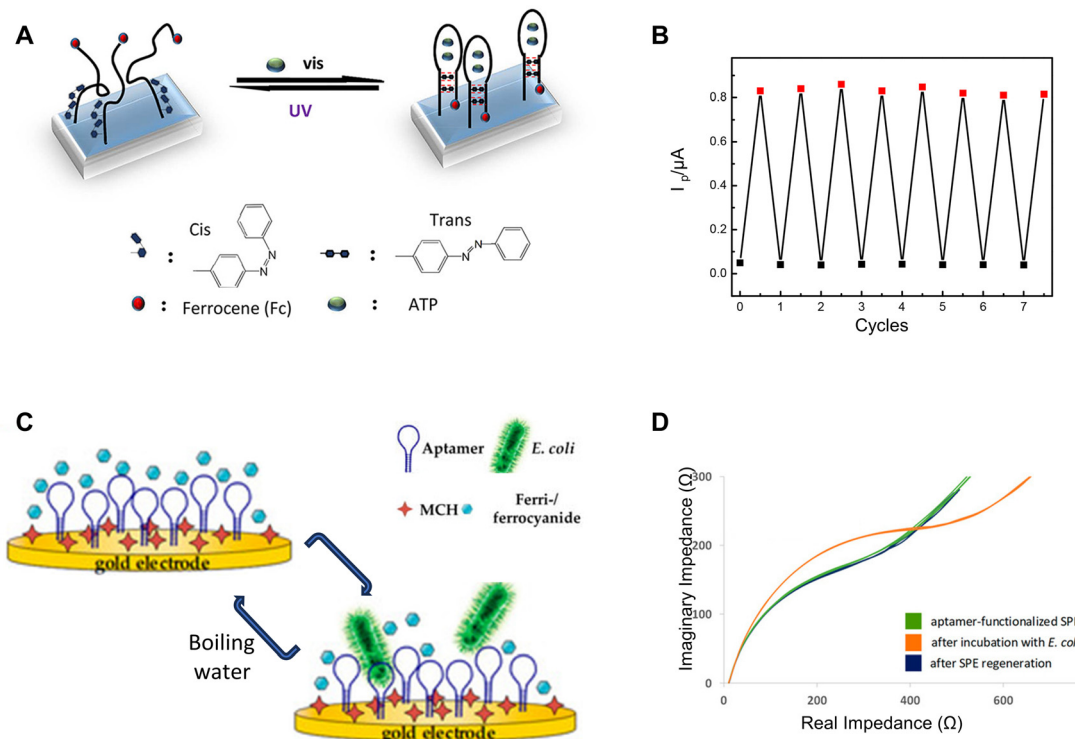 A
vis
UV
Cis
Trans
N
N
N
N
:
:
: Ferrocene (Fc)
: ATP
B
I p/μA
0.8
0.6
0.4
0.2
0.0
0 1 2 3 4 5 6 7
Cycles
C
Aptamer
E. coli
MCH
Ferri-/
ferrocyanide
gold electrode
Boiling
water
gold electrode
D
Imaginary Impedance (Ω)
300
200
100
0
aptamer-functionalized SPE
after incubation with E. coli
after SPE regeneration
200 400 600
Real Impedance (Ω)